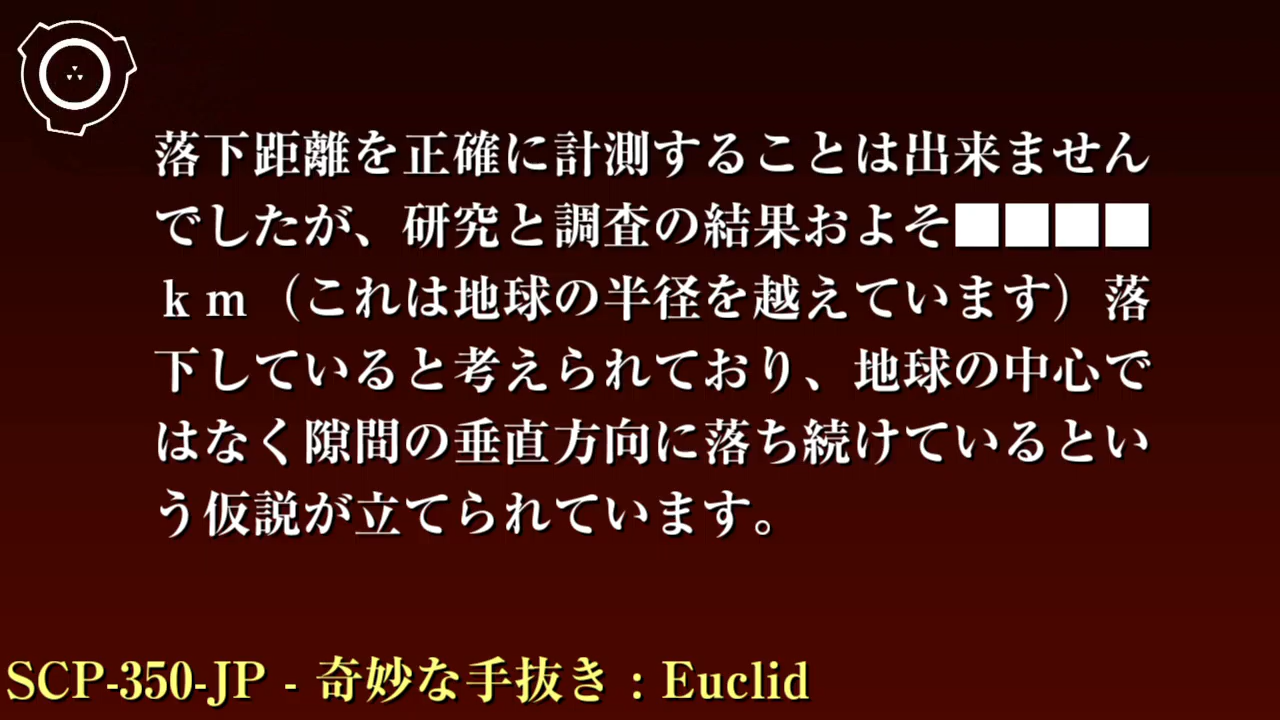 落下距離を正確に計測することは出来ません
でしたが、研究と調査の結果およそ■■■■
ｋｍ（これは地球の半径を越えています）落
下していると考えられており、地球の中心で
はなく隙間の垂直方向に落ち続けているとい
う仮説が立てられています。
SCP-350-JP - 奇妙な手抜き : Euclid